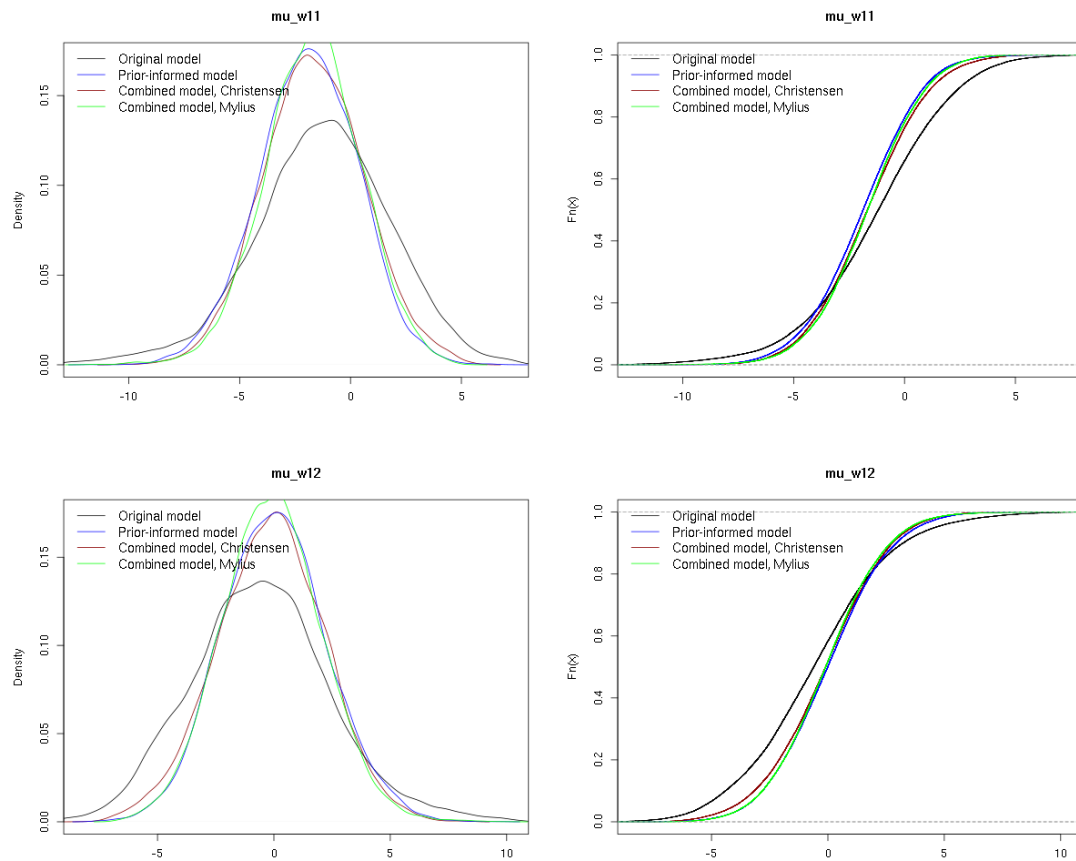 mu_w11
Original model
Prior-informed model
Combined model, Christensen
Combined model, Mylius
Density
0.00
0.05
0.10
0.15
-10
-5
0
5
mu_w11
Original model
Prior-informed model
Combined model, Christensen
Combined model, Mylius
Fn(x)
0.0
0.2
0.4
0.6
0.8
1.0
-10
-5
0
5
mu_w12
Original model
Prior-informed model
Combined model, Christensen
Combined model, Mylius
Density
0.00
0.05
0.10
0.15
-5
0
5
10
mu_w12
Original model
Prior-informed model
Combined model, Christensen
Combined model, Mylius
Fn(x)
0.0
0.2
0.4
0.6
0.8
1.0
-5
0
5
10